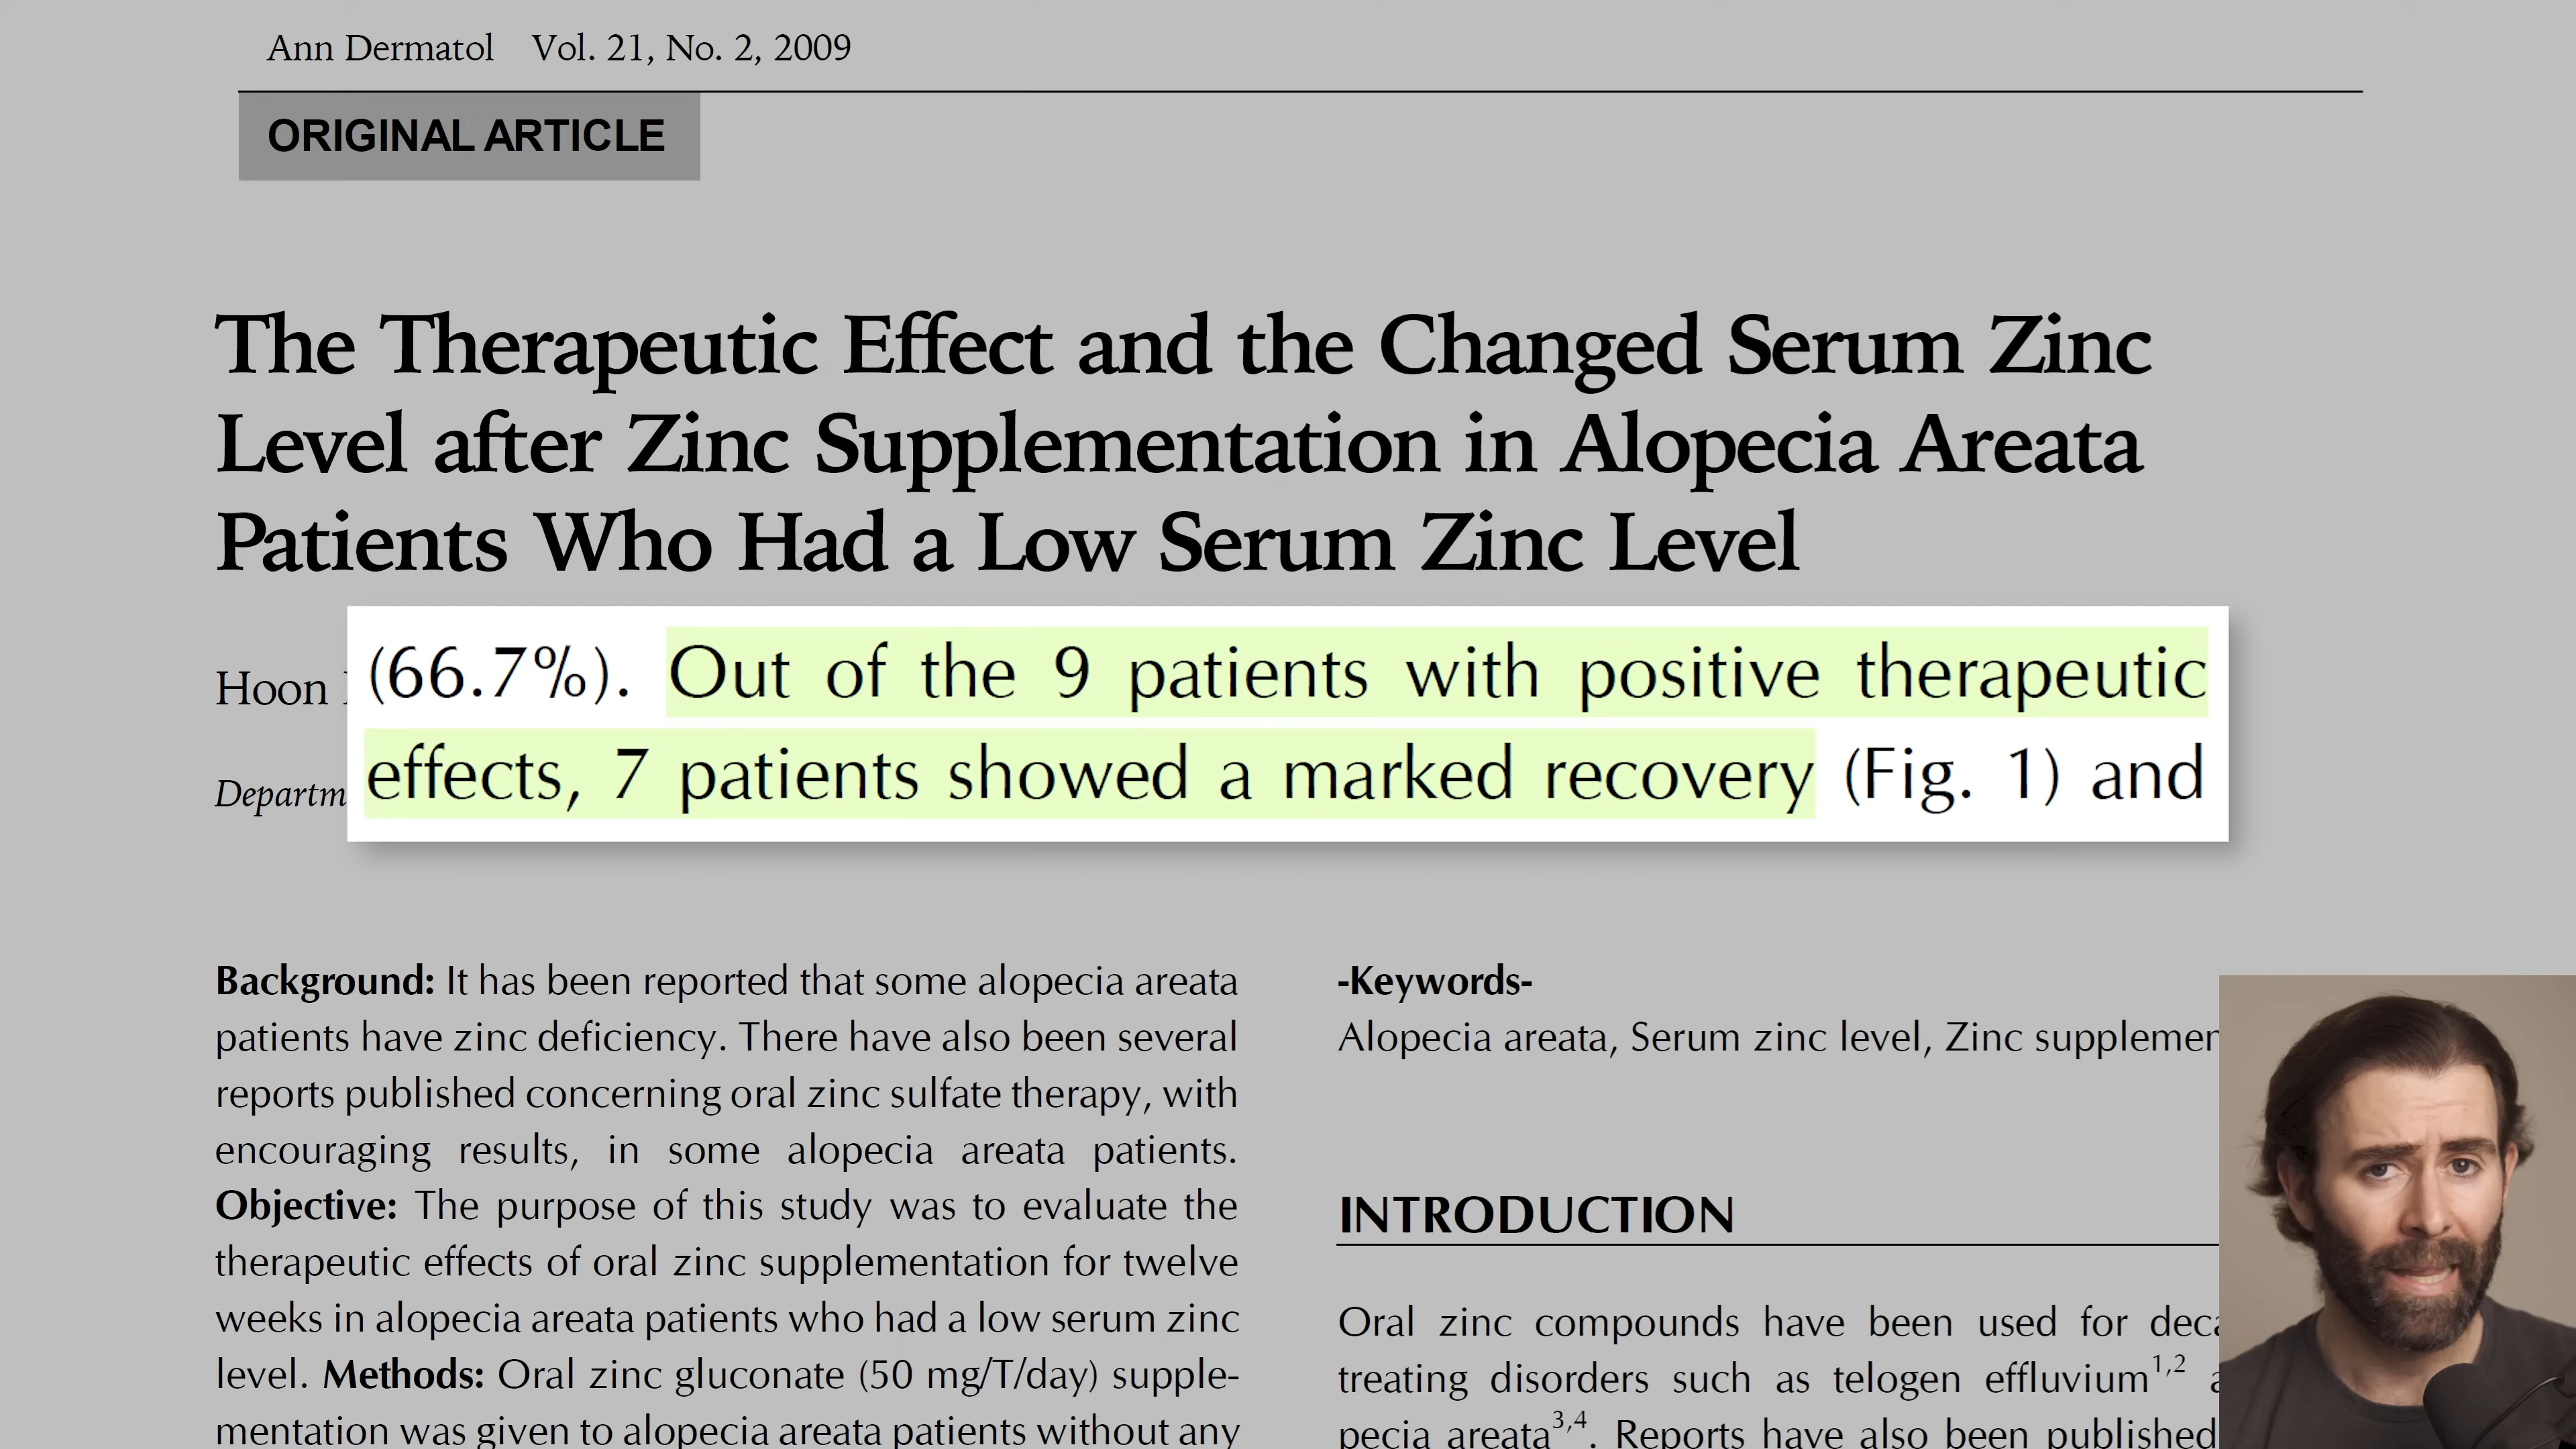 Ann Dermatol Vol. 21, No. 2, 2009
ORIGINAL ARTICLE
The Therapeutic Effect and the Changed Serum Zinc
Level after Zinc Supplementation in Alopecia Areata
Patients Who Had a Low Serum Zinc Level
Hoon
(66.7%). Out of the 9 patients with positive therapeutic
effects, 7 patients showed a marked recovery (Fig. 1) and
Background: It has been reported that some alopecia areata
patients have zinc deficiency. There have also been several
reports published concerning oral zinc sulfate therapy, with
encouraging results, in some alopecia areata patients.
Objective: The purpose of this study was to evaluate the
therapeutic effects of oral zinc supplementation for twelve
weeks in alopecia areata patients who had a low serum zinc
level. Methods: Oral zinc gluconate (50 mg/T/day) supple-
mentation was given to alopecia areata patients without any
-Keywords-
Alopecia areata, Serum zinc level, Zinc supplemen
INTRODUCTION
Oral zinc compounds have been used for deca
treating disorders such as telogen effluvium1,2 a
pecia areata3,4. Reports have also been published